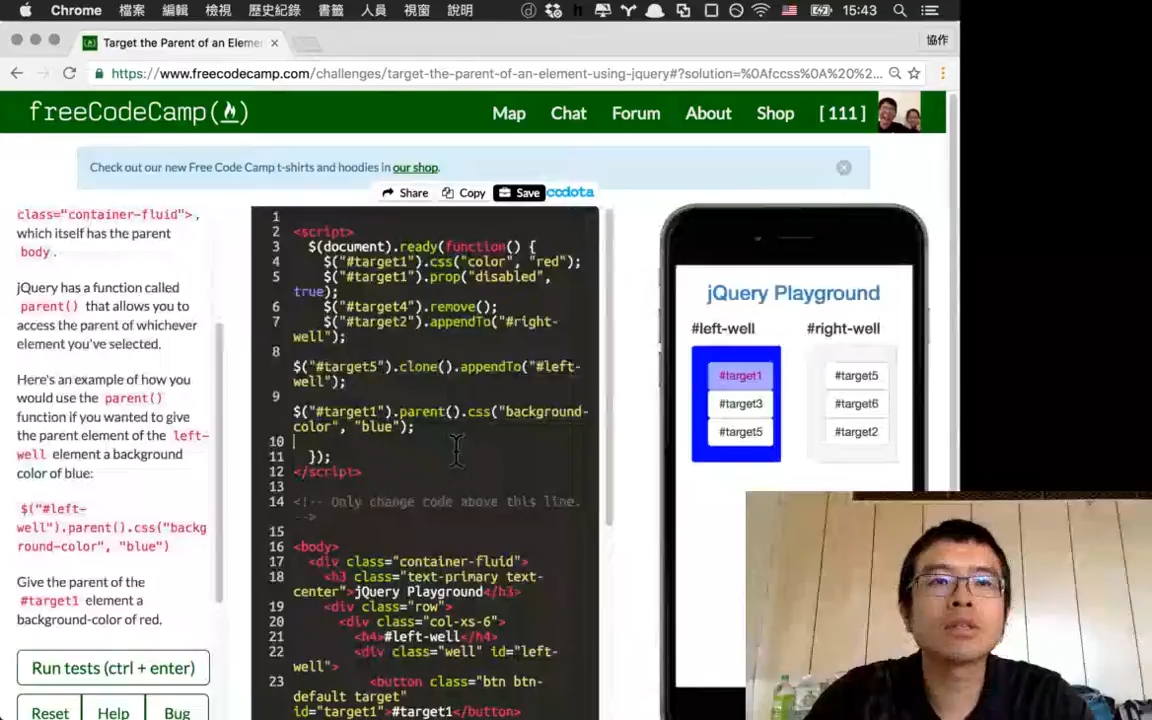 Chrome 檔案 編輯 檢視 歷史紀錄 書籤 人員 視窗 說明 15:43
Target the Parent of an Eleme
協作
https://www.freecodecamp.com/challenges/target-the-parent-of-an-element-using-jquery#?solution=%0Afccss%0A%20%2...
freeCodeCamp(
Map Chat Forum About Shop [ 111 ]
Check out our new Free Code Camp t-shirts and hoodies in our shop.
Share Copy Save codota
class="container-fluid">,
which itself has the parent
body.
jQuery has a function called
parent() that allows you to
access the parent of whichever
element you've selected.
Here's an example of how you
would use the parent()
function if you wanted to give
the parent element of the left-
well element a background
color of blue:
$("#left-
well").parent().css("backg
round-color", "blue")
Give the parent of the
#target1 element a
background-color of red.
Run tests (ctrl + enter)
Reset Help Bug
1
2 <script>
3 $(document).ready(function() {
4 $("#target1").css("color", "red");
5 $("#target1").prop("disabled",
true);
6 $("#target4").remove();
7 $("#target2").appendTo("#right-
well");
8
$("#target5").clone().appendTo("#left-
well");
9
$("#target1").parent().css("background-
color", "blue");
10
11 });
12 </script>
13
14 <!-- Only change code above this line.
-->
15
16 <body>
17 <div class="container-fluid">
18 <h3 class="text-primary text-
center">jQuery Playground</h3>
19 <div class="row">
20 <div class="col-xs-6">
21 <h4>#left-well</h4>
22 <div class="well" id="left-
well">
23 <button class="btn btn-
default target"
id="target1">#target1</button>
jQuery Playground
#left-well #right-well
#target1 #target5
#target3 #target6
#target5 #target2